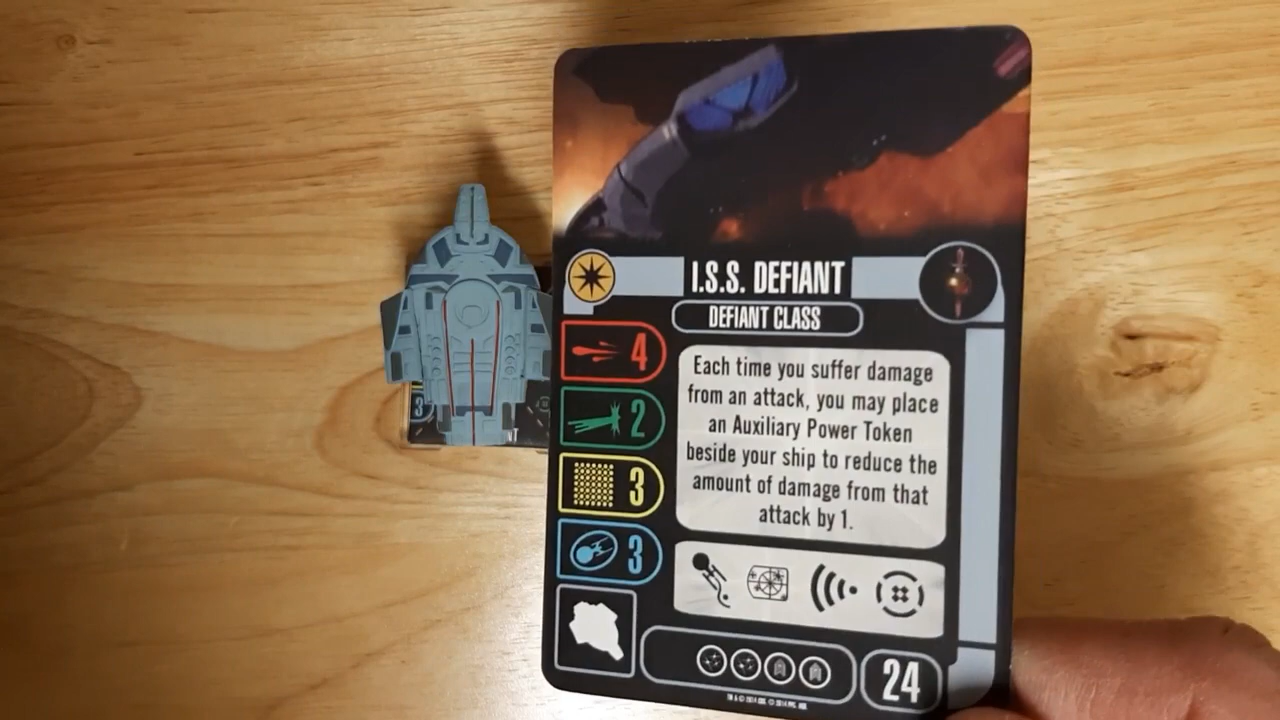 I.S.S. DEFIANT
DEFIANT CLASS
4
2
3
3
Each time you suffer damage
from an attack, you may place
an Auxiliary Power Token
beside your ship to reduce the
amount of damage from that
attack by 1.
24
3